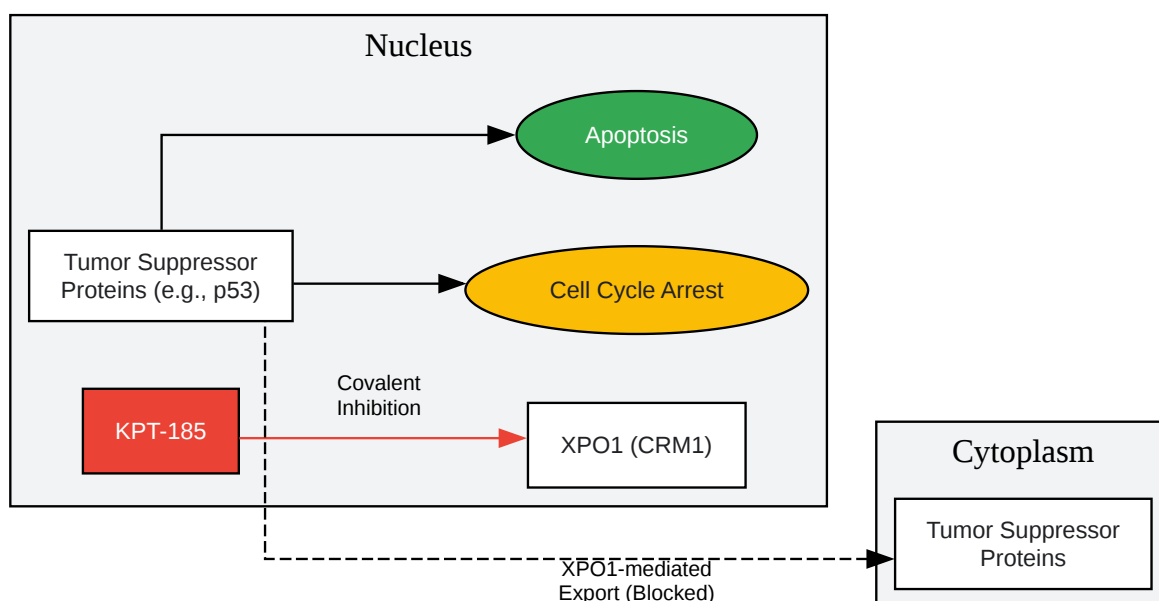 Nucleus
Apoptosis
Tumor Suppressor
Proteins (e.g., p53)
Cell Cycle Arrest
Covalent
Inhibition
KPT-185
XPO1 (CRM1)
Cytoplasm
Tumor Suppressor
Proteins
XPO1-mediated
Export (Blocked)